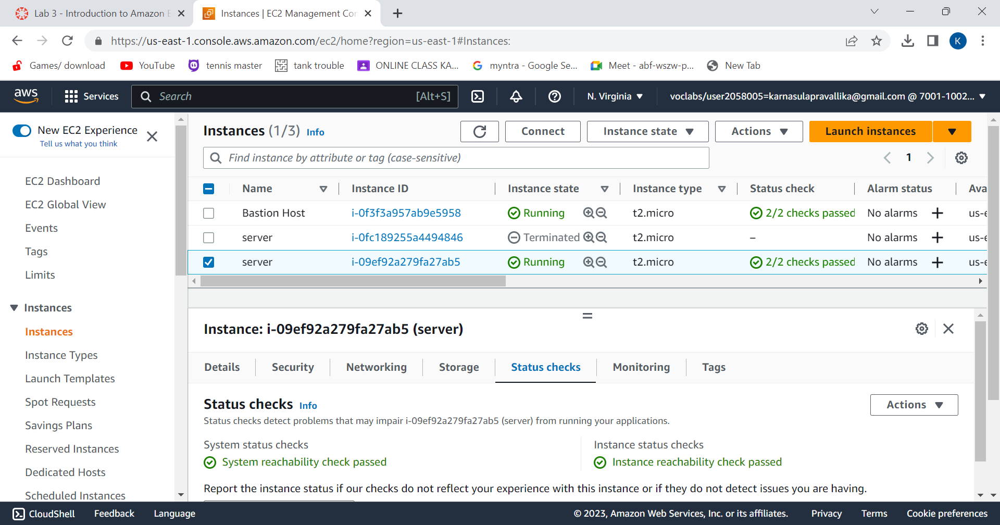 Lab 3 - Introduction to Amazon E
Instances | EC2 Management Con
https://us-east-1.console.aws.amazon.com/ec2/home?region=us-east-1#Instances:
K
Games/ download YouTube tennis master tank trouble ONLINE CLASS KA... myntra - Google Se... Meet - abf-wszw-p... New Tab
aws Services Search [Alt+S] N. Virginia voclabs/user2058005=karnasulapravallika@gmail.com @ 7001-1002...
New EC2 Experience
Tell us what you think
EC2 Dashboard
EC2 Global View
Events
Tags
Limits
Instances
Instances
Instance Types
Launch Templates
Spot Requests
Savings Plans
Reserved Instances
Dedicated Hosts
Scheduled Instances
Instances (1/3) Info Connect Instance state Actions Launch instances
Find instance by attribute or tag (case-sensitive) 1
Name Instance ID Instance state Instance type Status check Alarm status Ava
Bastion Host i-0f3f3a957ab9e5958 Running t2.micro 2/2 checks passed No alarms + us-e
server i-0fc189255a4494846 Terminated t2.micro – No alarms + us-e
server i-09ef92a279fa27ab5 Running t2.micro 2/2 checks passed No alarms + us-e
Instance: i-09ef92a279fa27ab5 (server)
Details Security Networking Storage Status checks Monitoring Tags
Status checks Info Actions
Status checks detect problems that may impair i-09ef92a279fa27ab5 (server) from running your applications.
System status checks
System reachability check passed
Instance status checks
Instance reachability check passed
Report the instance status if our checks do not reflect your experience with this instance or if they do not detect issues you are having.
CloudShell Feedback Language © 2023, Amazon Web Services, Inc. or its affiliates. Privacy Terms Cookie preferences